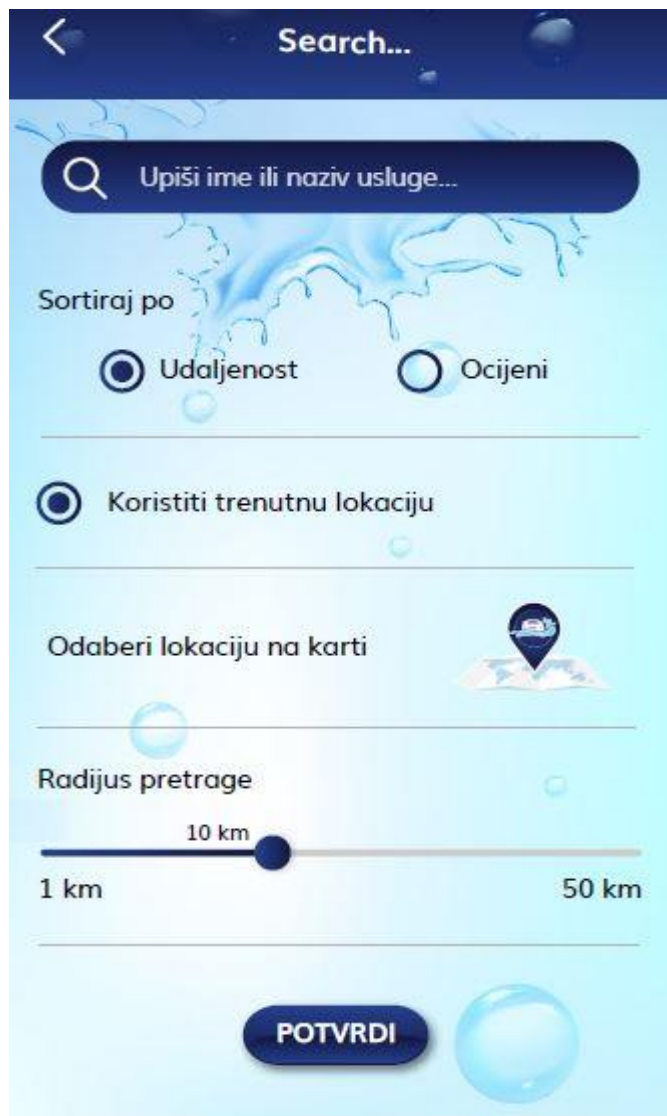 Search...
Upiši ime ili naziv usluge...
Sortiraj po
Udaljenost Ocijeni
Koristiti trenutnu lokaciju
Odaberi lokaciju na karti
Radijus pretrage
10 km
1 km 50 km
POTVRDI